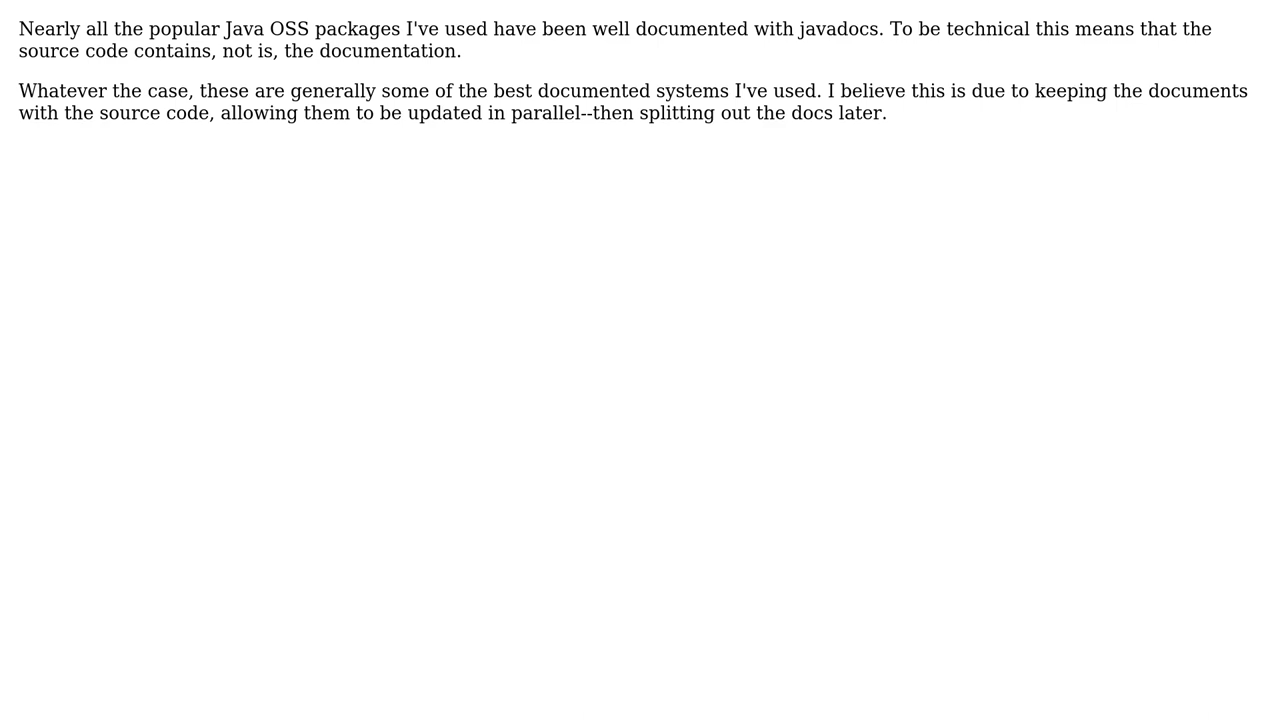 Nearly all the popular Java OSS packages I've used have been well documented with javadocs. To be technical this means that the
source code contains, not is, the documentation.
Whatever the case, these are generally some of the best documented systems I've used. I believe this is due to keeping the documents
with the source code, allowing them to be updated in parallel--then splitting out the docs later.